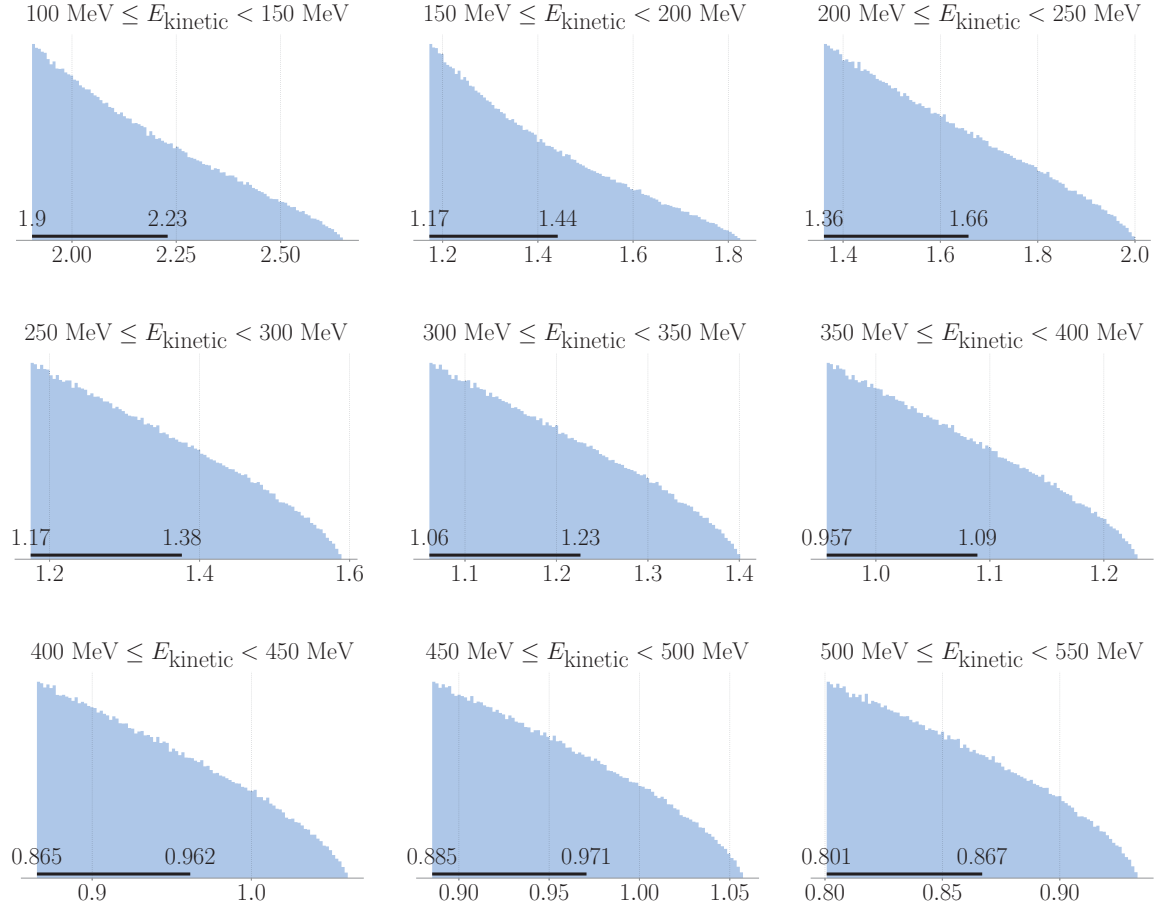 100 MeV ≤ E_kinetic < 150 MeV
150 MeV ≤ E_kinetic < 200 MeV
200 MeV ≤ E_kinetic < 250 MeV
1.9 2.23
1.17 1.44
1.36 1.66
2.00 2.25 2.50
1.2 1.4 1.6 1.8
1.4 1.6 1.8 2.0
250 MeV ≤ E_kinetic < 300 MeV
300 MeV ≤ E_kinetic < 350 MeV
350 MeV ≤ E_kinetic < 400 MeV
1.17 1.38
1.06 1.23
0.957 1.09
1.2 1.4 1.6
1.1 1.2 1.3 1.4
1.0 1.1 1.2
400 MeV ≤ E_kinetic < 450 MeV
450 MeV ≤ E_kinetic < 500 MeV
500 MeV ≤ E_kinetic < 550 MeV
0.865 0.962
0.885 0.971
0.801 0.867
0.9 1.0
0.90 0.95 1.00 1.05
0.80 0.85 0.90